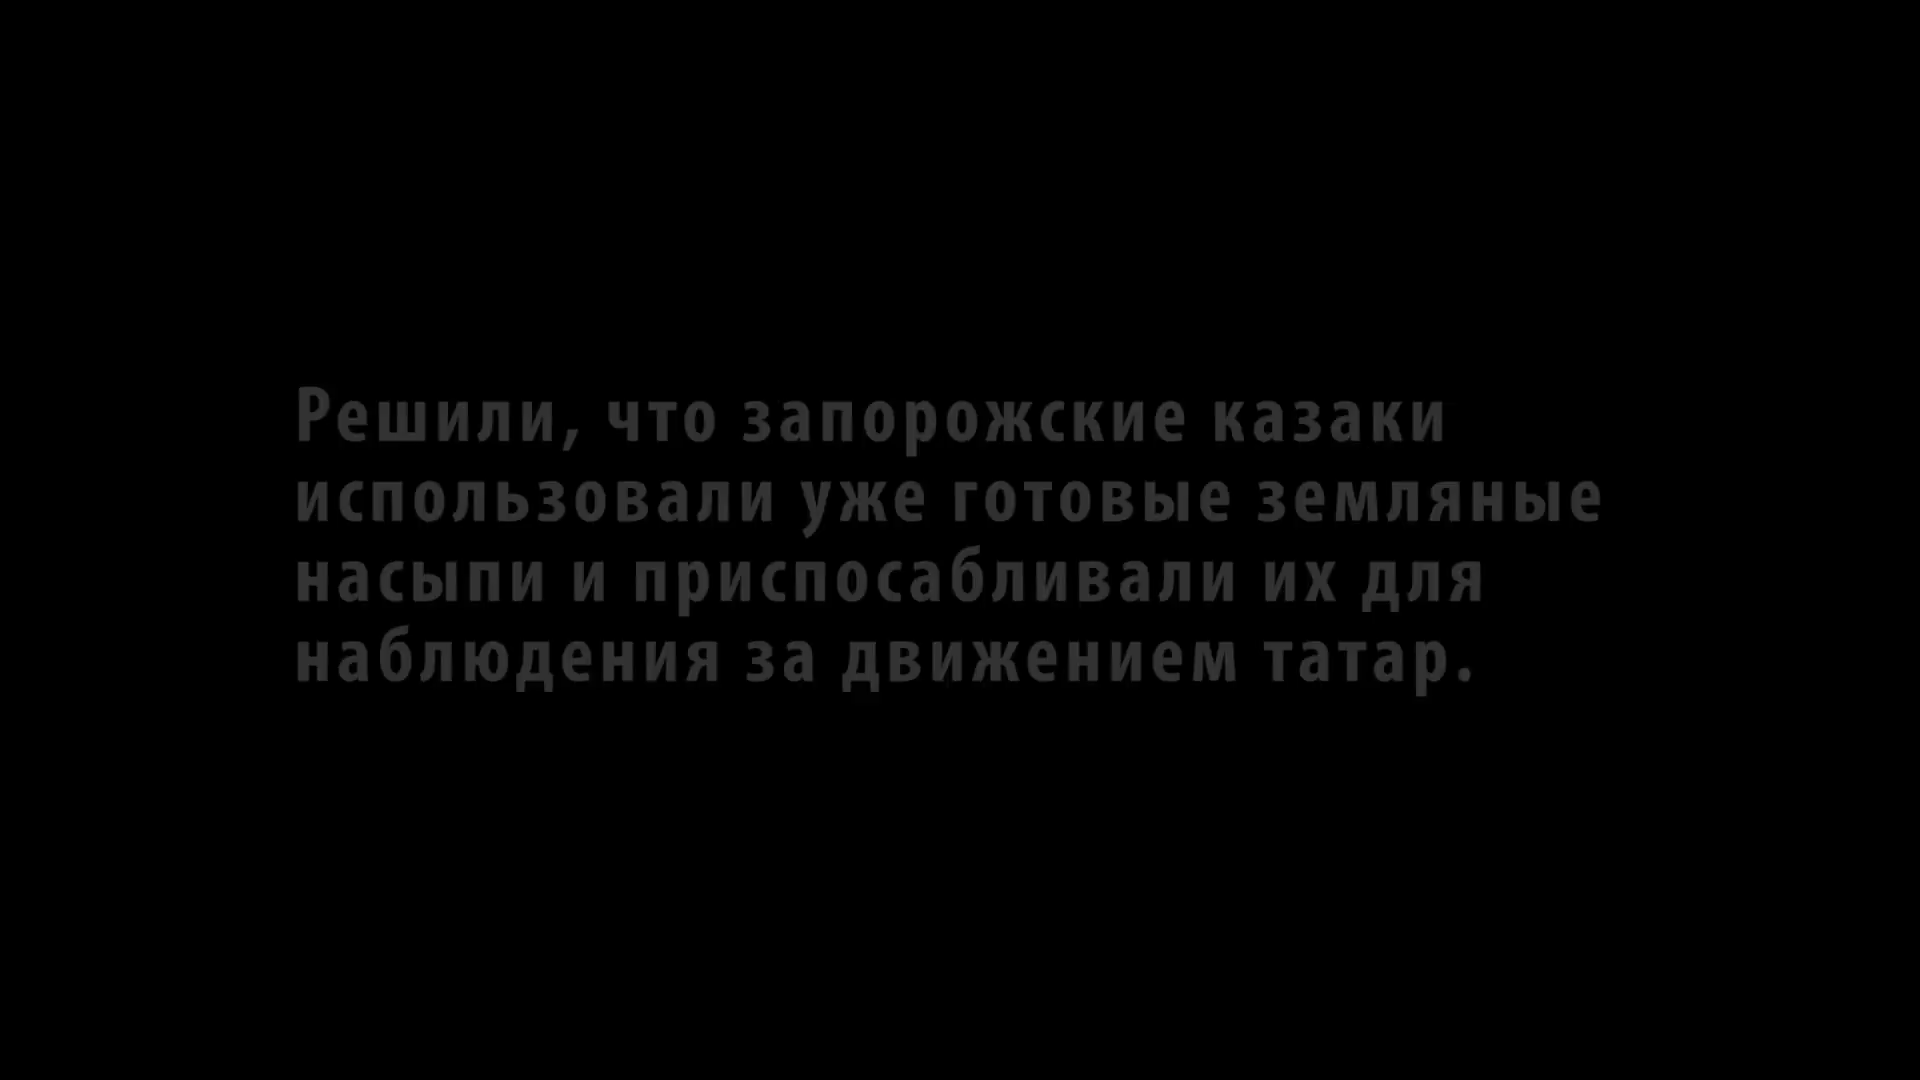 Решили, что запорожские казаки
использовали уже готовые земляные
насыпи и приспосабливали их для
наблюдения за движением татар.